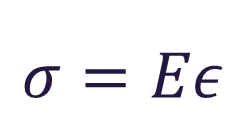 σ = Eϵ